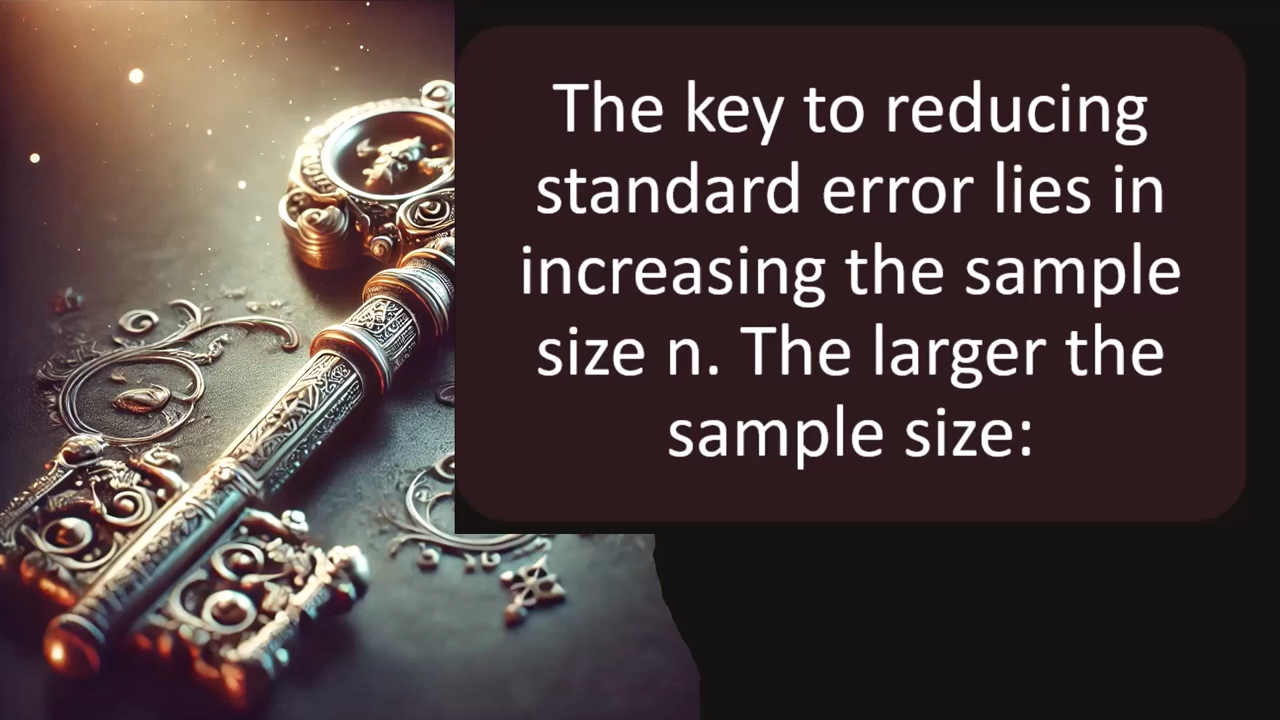 The key to reducing
standard error lies in
increasing the sample
size n. The larger the
sample size: